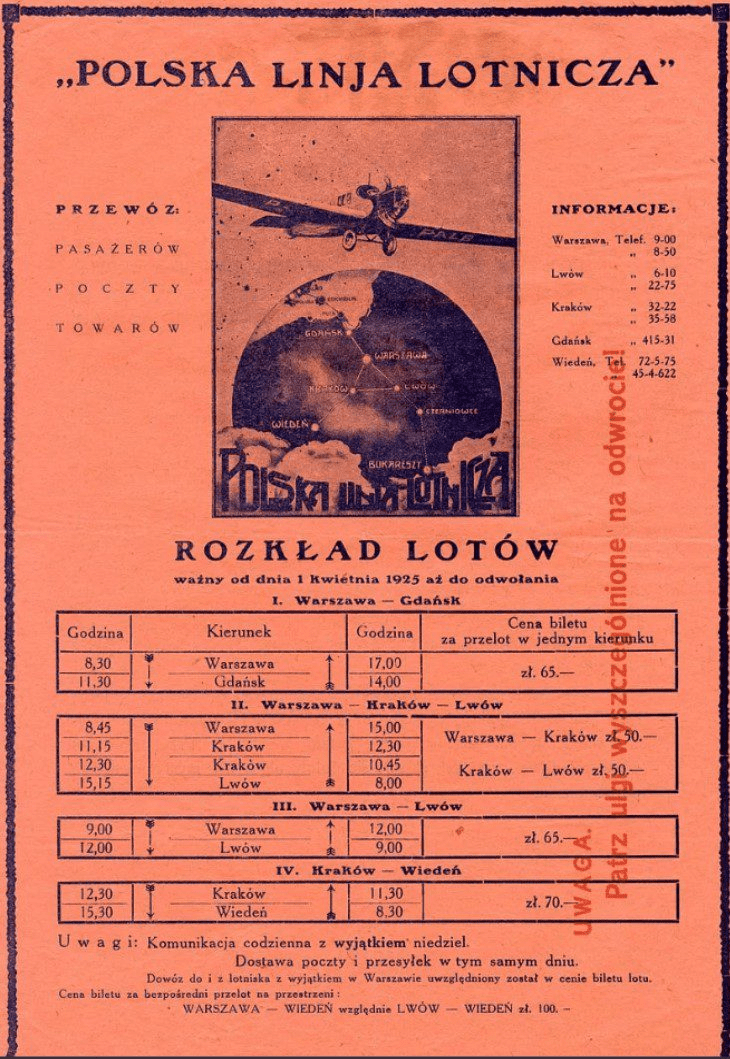 „POLSKA LINJA LOTNICZA”
PRZEWÓZ:
PASAŻERÓW
POCZTY
TOWARÓW
GDAŃSK
WARSZAWA
KRAKÓW
LWÓW
CZERNIOWCE
WIEDEŃ
BUKARESZT
POLSKA LINJA LOTNICZA
INFORMACJE:
Warszawa, Telef. 9-00
„ 8-50
Lwów „ 6-10
„ 22-75
Kraków „ 32-22
„ 35-58
Gdańsk „ 415-31
Wiedeń, Tel. 72-5-75
45-4-622
ROZKŁAD LOTÓW
ważny od dnia 1 Kwietnia 1925 aż do odwołania
I. Warszawa — Gdańsk
Godzina Kierunek Godzina Cena biletu
za przelot w jednym kierunku
8,30 Warszawa 17,00
11,30 Gdańsk 14,00
zł. 65.—
II. Warszawa — Kraków — Lwów
8,45 Warszawa 15,00
11,15 Kraków 12,30
12,30 Kraków 10,45
15,15 Lwów 8,00
Warszawa — Kraków zł. 50.—
Kraków — Lwów zł. 50.—
III. Warszawa — Lwów
9,00 Warszawa 12,00
12,00 Lwów 9,00
zł. 65.—
IV. Kraków — Wiedeń
12,30 Kraków 11,30
15,30 Wiedeń 8.30
zł. 70.—
Uwagi: Komunikacja codzienna z wyjątkiem niedziel.
Dostawa poczty i przesyłek w tym samym dniu.
Dowóz do i z lotniska z wyjątkiem w Warszawie uwzględniony został w cenie biletu lotu.
Cena biletu za bezpośredni przelot na przestrzeni:
WARSZAWA — WIEDEŃ względnie LWÓW — WIEDEŃ zł. 100. –
UWAGA.
Patrz ulgi wyszczególnione na odwrocie!